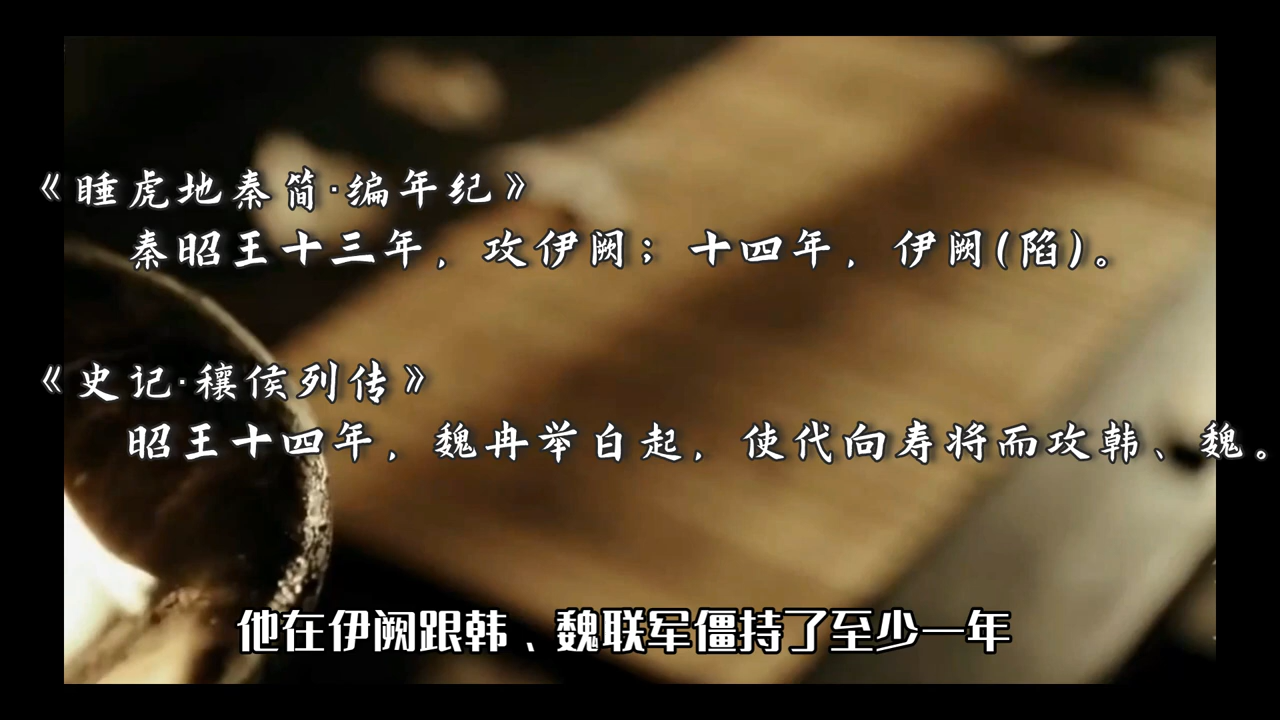 《睡虎地秦简·编年纪》
秦昭王十三年，攻伊阙；十四年，伊阙(陷)。
《史记·穰侯列传》
昭王十四年，魏冉举白起，使代向寿将而攻韩、魏。
他在伊阙跟韩、魏联军僵持了至少一年